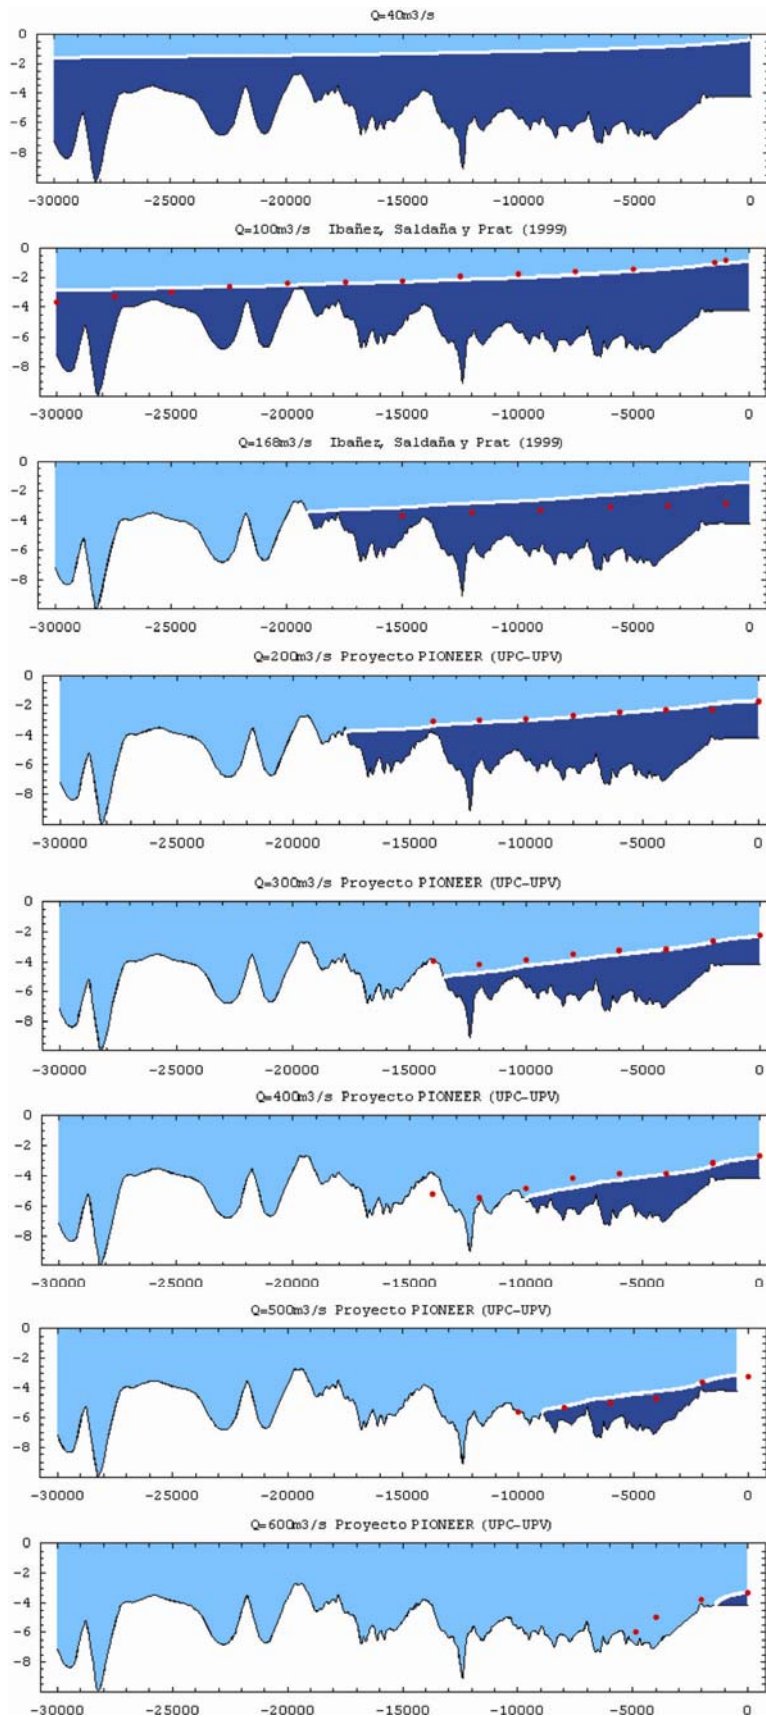 Q=40m3/s
0
-2
-4
-6
-8
-30000 -25000 -20000 -15000 -10000 -5000 0
Q=100m3/s Ibañez, Saldaña y Prat (1999)
0
-2
-4
-6
-8
-30000 -25000 -20000 -15000 -10000 -5000 0
Q=168m3/s Ibañez, Saldaña y Prat (1999)
0
-2
-4
-6
-8
-30000 -25000 -20000 -15000 -10000 -5000 0
Q=200m3/s Proyecto PIONEER (UPC-UPV)
0
-2
-4
-6
-8
-30000 -25000 -20000 -15000 -10000 -5000 0
Q=300m3/s Proyecto PIONEER (UPC-UPV)
0
-2
-4
-6
-8
-30000 -25000 -20000 -15000 -10000 -5000 0
Q=400m3/s Proyecto PIONEER (UPC-UPV)
0
-2
-4
-6
-8
-30000 -25000 -20000 -15000 -10000 -5000 0
Q=500m3/s Proyecto PIONEER (UPC-UPV)
0
-2
-4
-6
-8
-30000 -25000 -20000 -15000 -10000 -5000 0
Q=600m3/s Proyecto PIONEER (UPC-UPV)
0
-2
-4
-6
-8
-30000 -25000 -20000 -15000 -10000 -5000 0